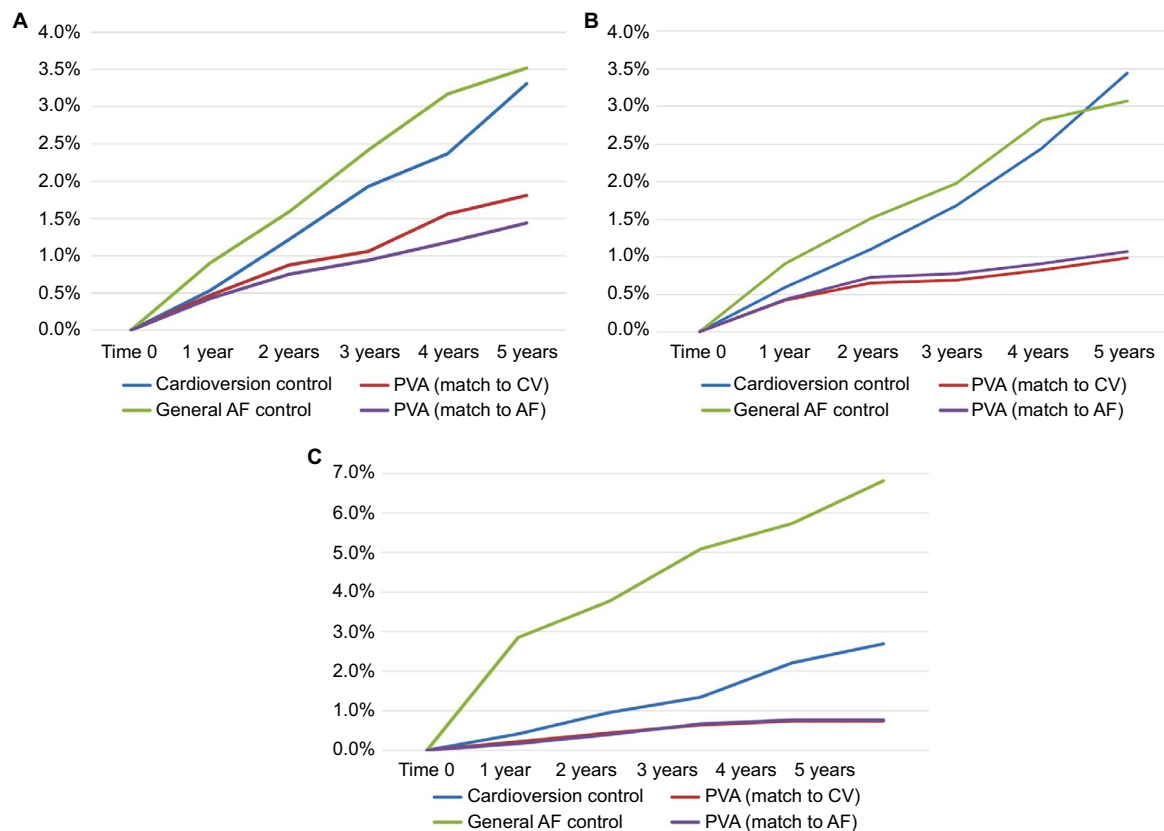 A
4.0%
3.5%
3.0%
2.5%
2.0%
1.5%
1.0%
0.5%
0.0%
Time 0 1 year 2 years 3 years 4 years 5 years
Cardioversion control PVA (match to CV)
General AF control PVA (match to AF)
B
4.0%
3.5%
3.0%
2.5%
2.0%
1.5%
1.0%
0.5%
0.0%
Time 0 1 year 2 years 3 years 4 years 5 years
Cardioversion control PVA (match to CV)
General AF control PVA (match to AF)
C
7.0%
6.0%
5.0%
4.0%
3.0%
2.0%
1.0%
0.0%
Time 0 1 year 2 years 3 years 4 years 5 years
Cardioversion control PVA (match to CV)
General AF control PVA (match to AF)